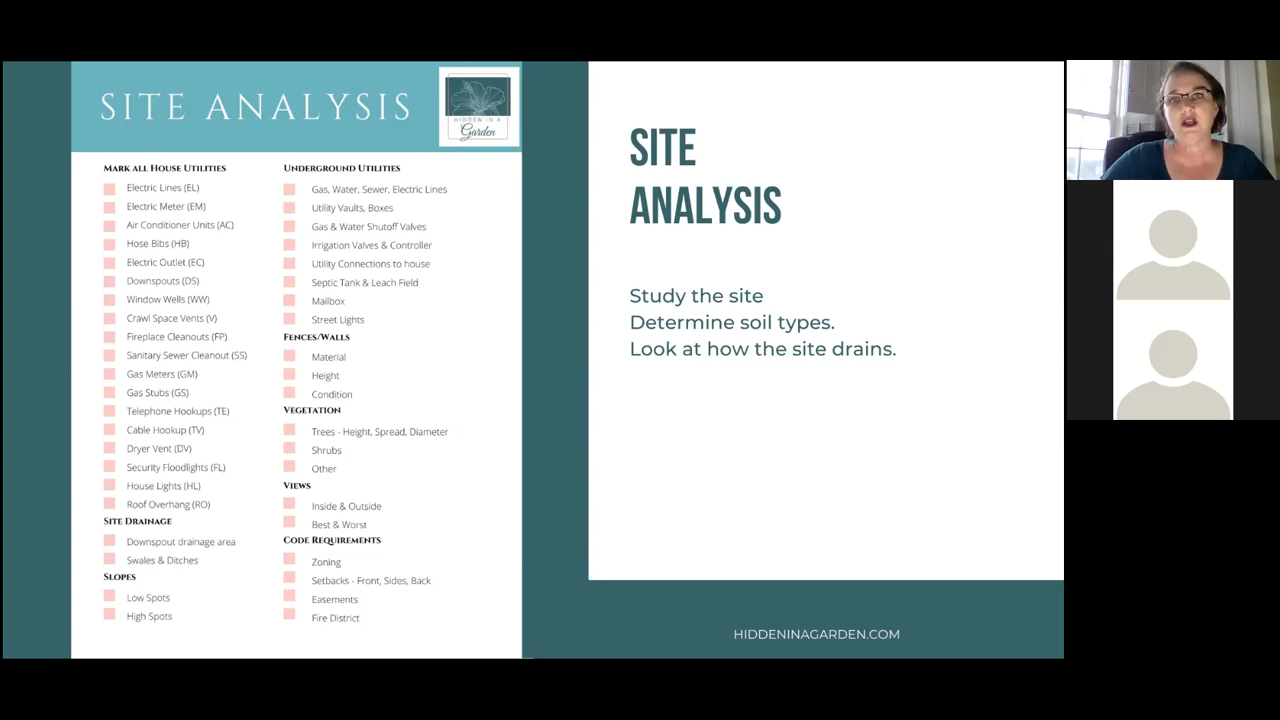 SITE ANALYSIS
HIDDEN IN A
Garden
MARK ALL HOUSE UTILITIES
Electric Lines (EL)
Electric Meter (EM)
Air Conditioner Units (AC)
Hose Bibs (HB)
Electric Outlet (EC)
Downspouts (DS)
Window Wells (WW)
Crawl Space Vents (V)
Fireplace Cleanouts (FP)
Sanitary Sewer Cleanout (SS)
Gas Meters (GM)
Gas Stubs (GS)
Telephone Hookups (TE)
Cable Hookup (TV)
Dryer Vent (DV)
Security Floodlights (FL)
House Lights (HL)
Roof Overhang (RO)
SITE DRAINAGE
Downspout drainage area
Swales & Ditches
SLOPES
Low Spots
High Spots
UNDERGROUND UTILITIES
Gas, Water, Sewer, Electric Lines
Utility Vaults, Boxes
Gas & Water Shutoff Valves
Irrigation Valves & Controller
Utility Connections to house
Septic Tank & Leach Field
Mailbox
Street Lights
FENCES/WALLS
Material
Height
Condition
VEGETATION
Trees - Height, Spread, Diameter
Shrubs
Other
VIEWS
Inside & Outside
Best & Worst
CODE REQUIREMENTS
Zoning
Setbacks - Front, Sides, Back
Easements
Fire District
SITE
ANALYSIS
Study the site
Determine soil types.
Look at how the site drains.
HIDDENINAGARDEN.COM